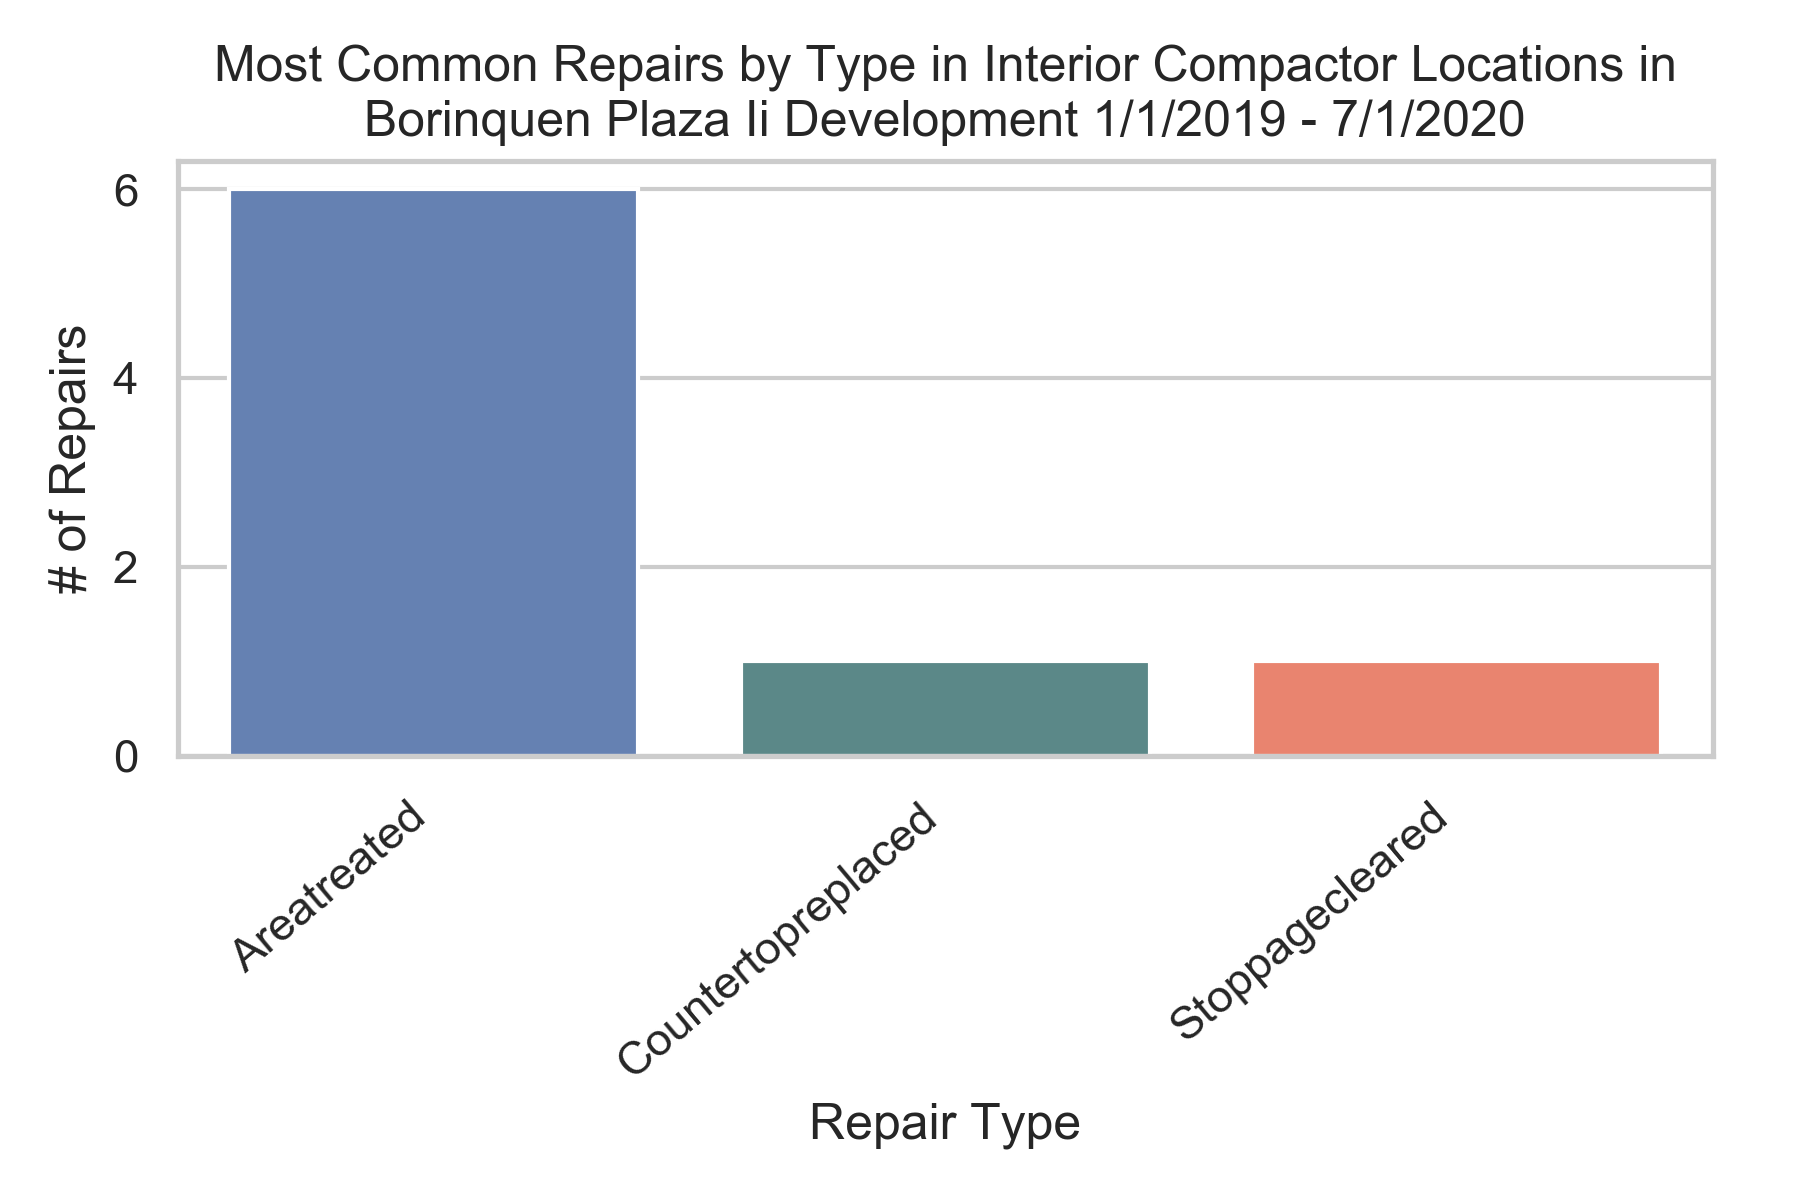 Most Common Repairs by Type in Interior Compactor Locations in
Borinquen Plaza Ii Development 1/1/2019 - 7/1/2020
# of Repairs
6
4
2
0
Areatreated
Countertopreplaced
Stoppagecleared
Repair Type